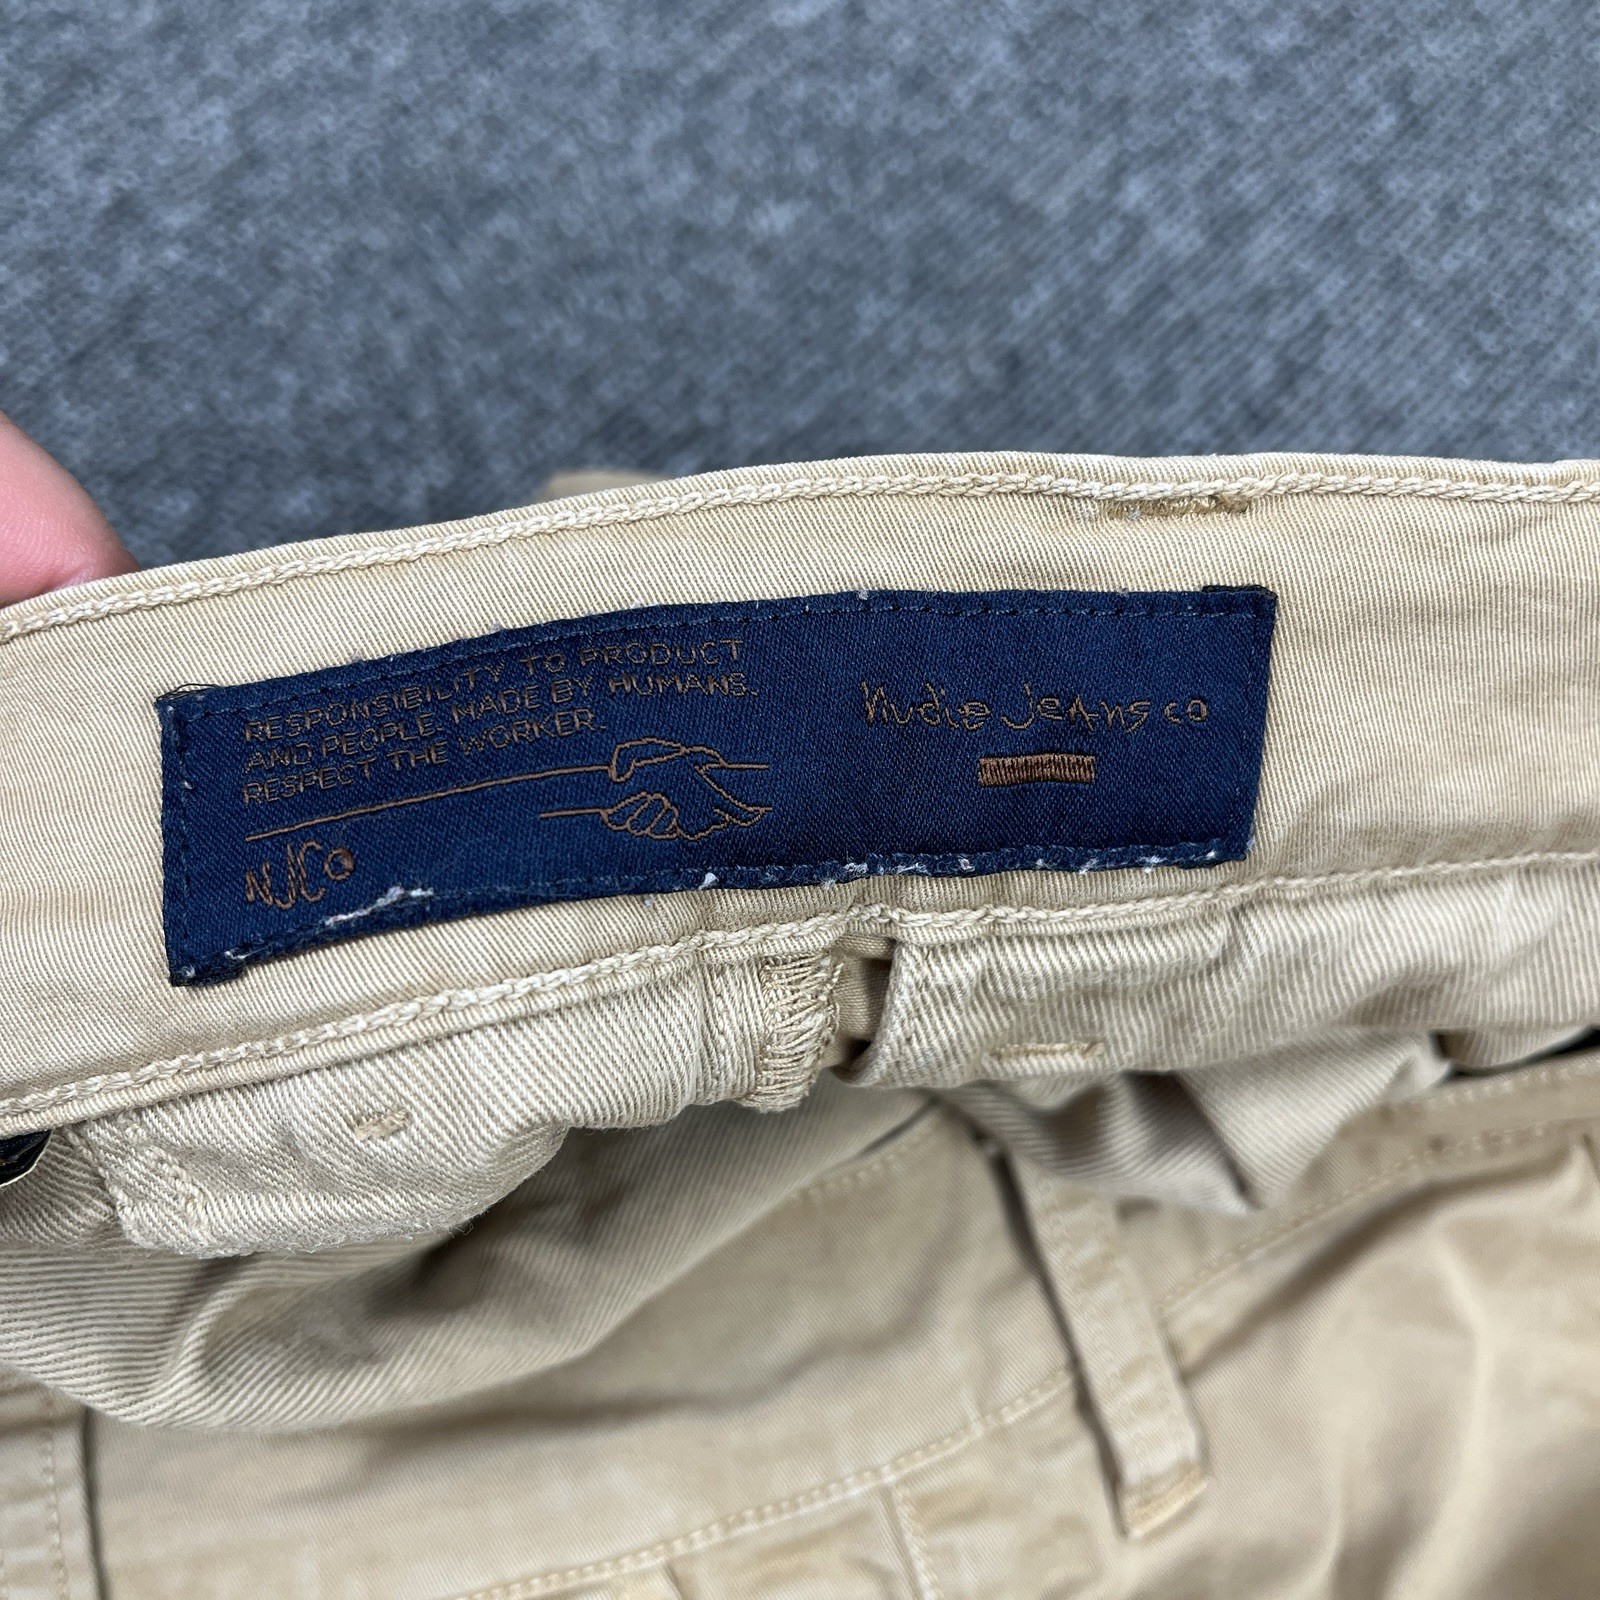 RESPONSIBILITY TO PRODUCT
AND PEOPLE. MADE BY HUMANS.
RESPECT THE WORKER.
NJCo
Nudie Jeans co